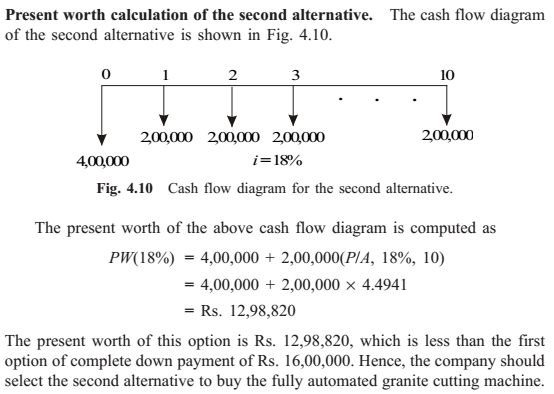 Present worth calculation of the second alternative. The cash flow diagram
of the second alternative is shown in Fig. 4.10.
0 1 2 3 10
. . .
2,00,000 2,00,000 2,00,000 2,00,000
4,00,000 i = 18%
Fig. 4.10 Cash flow diagram for the second alternative.
The present worth of the above cash flow diagram is computed as
PW(18%) = 4,00,000 + 2,00,000(P/A, 18%, 10)
= 4,00,000 + 2,00,000 × 4.4941
= Rs. 12,98,820
The present worth of this option is Rs. 12,98,820, which is less than the first
option of complete down payment of Rs. 16,00,000. Hence, the company should
select the second alternative to buy the fully automated granite cutting machine.